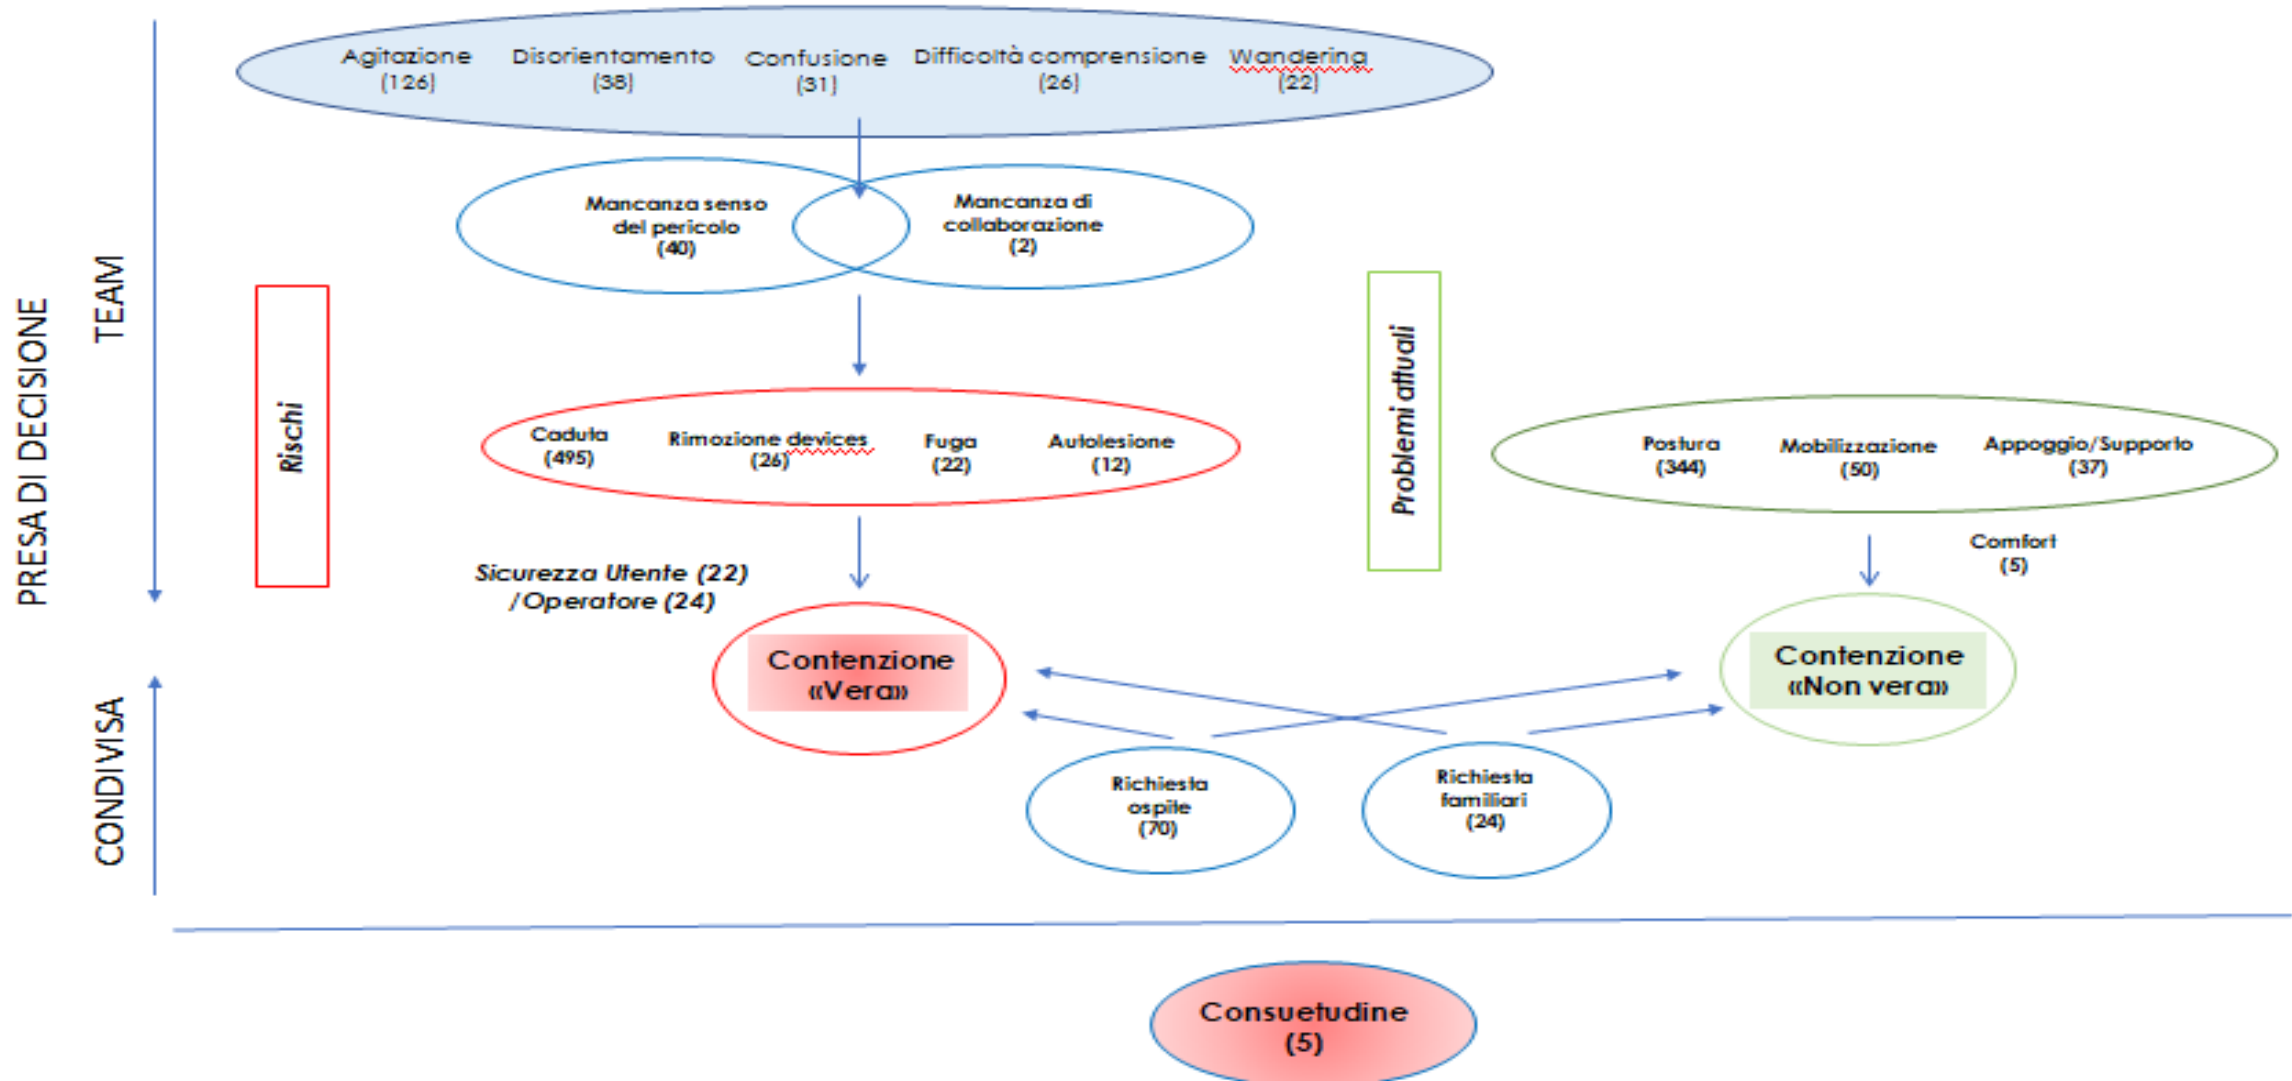 Agitazione
(126)
Disorientamento
(38)
Confusione
(31)
Difficoltà comprensione
(26)
Wandering
(22)
Mancanza senso
del pericolo
(40)
Mancanza di
collaborazione
(2)
PRESA DI DECISIONE
TEAM
Rischi
Problemi attuali
Caduta
(495)
Rimozione devices
(26)
Fuga
(22)
Autolesione
(12)
Postura
(344)
Mobilizzazione
(50)
Appoggio/Supporto
(37)
Sicurezza Utente (22)
/Operatore (24)
Comfort
(5)
Contenzione
«Vera»
Contenzione
«Non vera»
CONDIVISA
Richiesta
ospite
(70)
Richiesta
familiari
(24)
Consuetudine
(5)